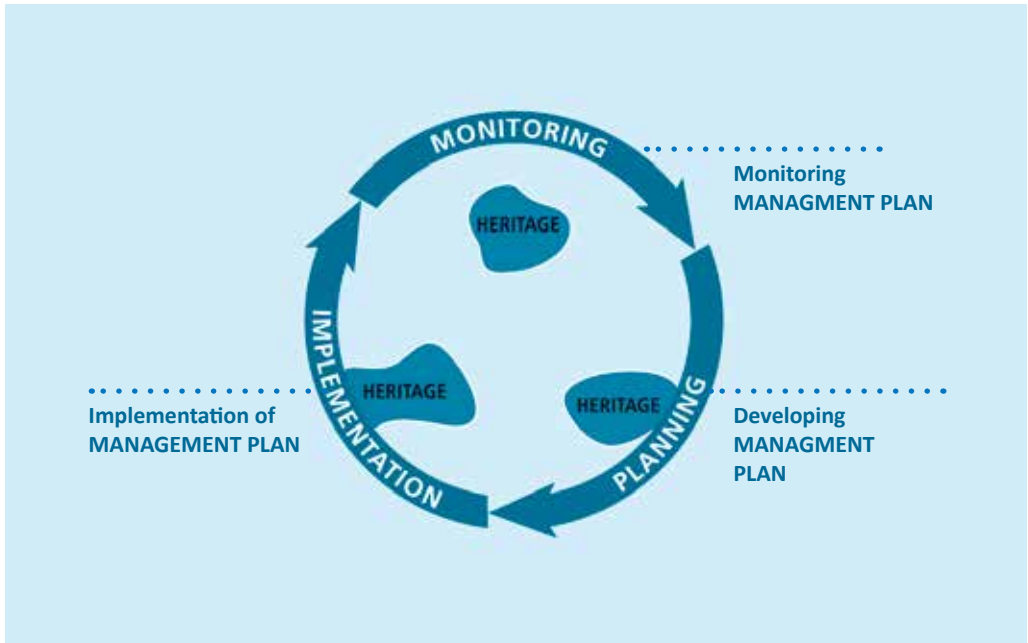 MONITORING
Monitoring
MANAGMENT PLAN
HERITAGE
IMPLEMENTATION
HERITAGE
HERITAGE
PLANNING
Implementation of
MANAGEMENT PLAN
Developing
MANAGMENT
PLAN